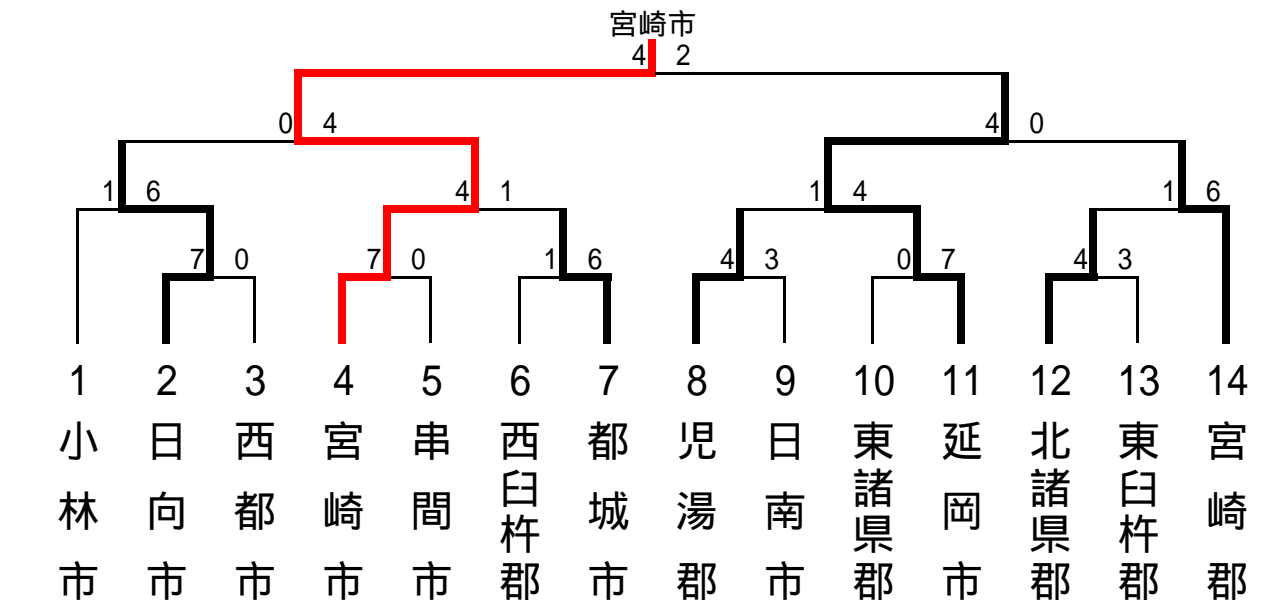 宮崎市
4 2
0 4 4 0
1 6 4 1 1 4 1 6
7 0 7 0 1 6 4 3 0 7 4 3
1 2 3 4 5 6 7 8 9 10 11 12 13 14
小林市
日向市
西都市
宮崎市
串間市
西臼杵郡
都城市
児湯郡
日南市
東諸県郡
延岡市
北諸県郡
東臼杵郡
宮崎郡